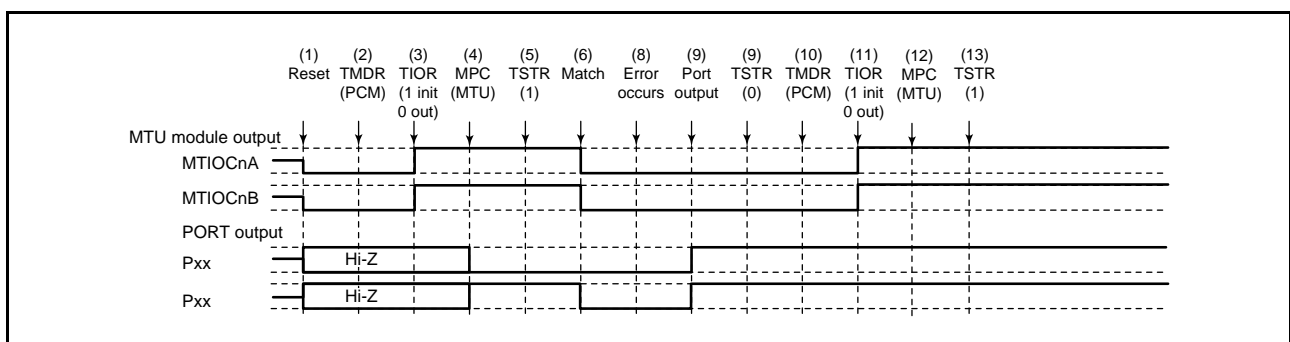 (1) (2) (3) (4) (5) (6) (8) (9) (9) (10) (11) (12) (13)
Reset TMDR TIOR MPC TSTR Match Error Port TSTR TMDR TIOR MPC TSTR
(PCM) (1 init (MTU) (1) occurs output (0) (PCM) (1 init (MTU) (1)
0 out) 0 out)
MTU module output
MTIOCnA
MTIOCnB
PORT output
Pxx Hi-Z
Pxx Hi-Z